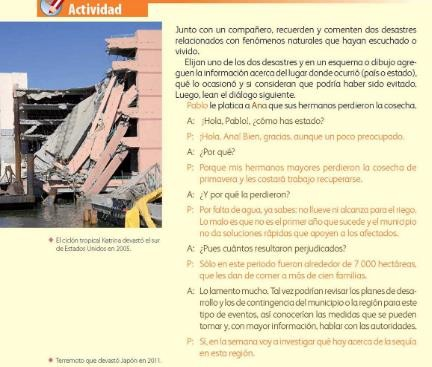 Actividad
Junto con un compañero, recuerden y comenten dos desastres
relacionados con fenómenos naturales que hayan escuchado o
vivido.
Elijan uno de los dos desastres y en un esquema o dibujo agre-
guen la información acerca del lugar donde ocurrió (país o estado),
qué lo ocasionó y si consideran que podría haber sido evitado.
Luego, lean el diálogo siguiente.
Pablo le platica a Ana que sus hermanos perdieron la cosecha.
A: ¡Hola, Pablo!, ¿cómo has estado?
P: ¡Hola, Ana! Bien, gracias, aunque un poco preocupado.
A: ¿Por qué?
P: Porque mis hermanos mayores perdieron la cosecha de
primavera y les costará trabajo recuperarse.
A: ¿Y por qué la perdieron?
P: Por falta de agua, ya sabes: no llueve ni alcanza para el riego.
Lo malo es que no es el primer año que sucede y el municipio
no da soluciones rápidas que apoyen a los afectados.
A: ¿Pues cuántos resultaron perjudicados?
P: Sólo en este periodo fueron alrededor de 7 000 hectáreas,
que les dan de comer a más de cien familias.
A: Lo lamento mucho. Tal vez podrían revisar los planes de desa-
rrollo y los de contingencia del municipio o la región para este
tipo de eventos, así conocerían las medidas que se pueden
tomar y, con mayor información, hablar con las autoridades.
P: Sí, en la semana voy a investigar qué hay acerca de la sequía
en esta región.
El ciclón tropical Katrina devastó el sur
de Estados Unidos en 2005.
Terremoto que devastó Japón en 2011.